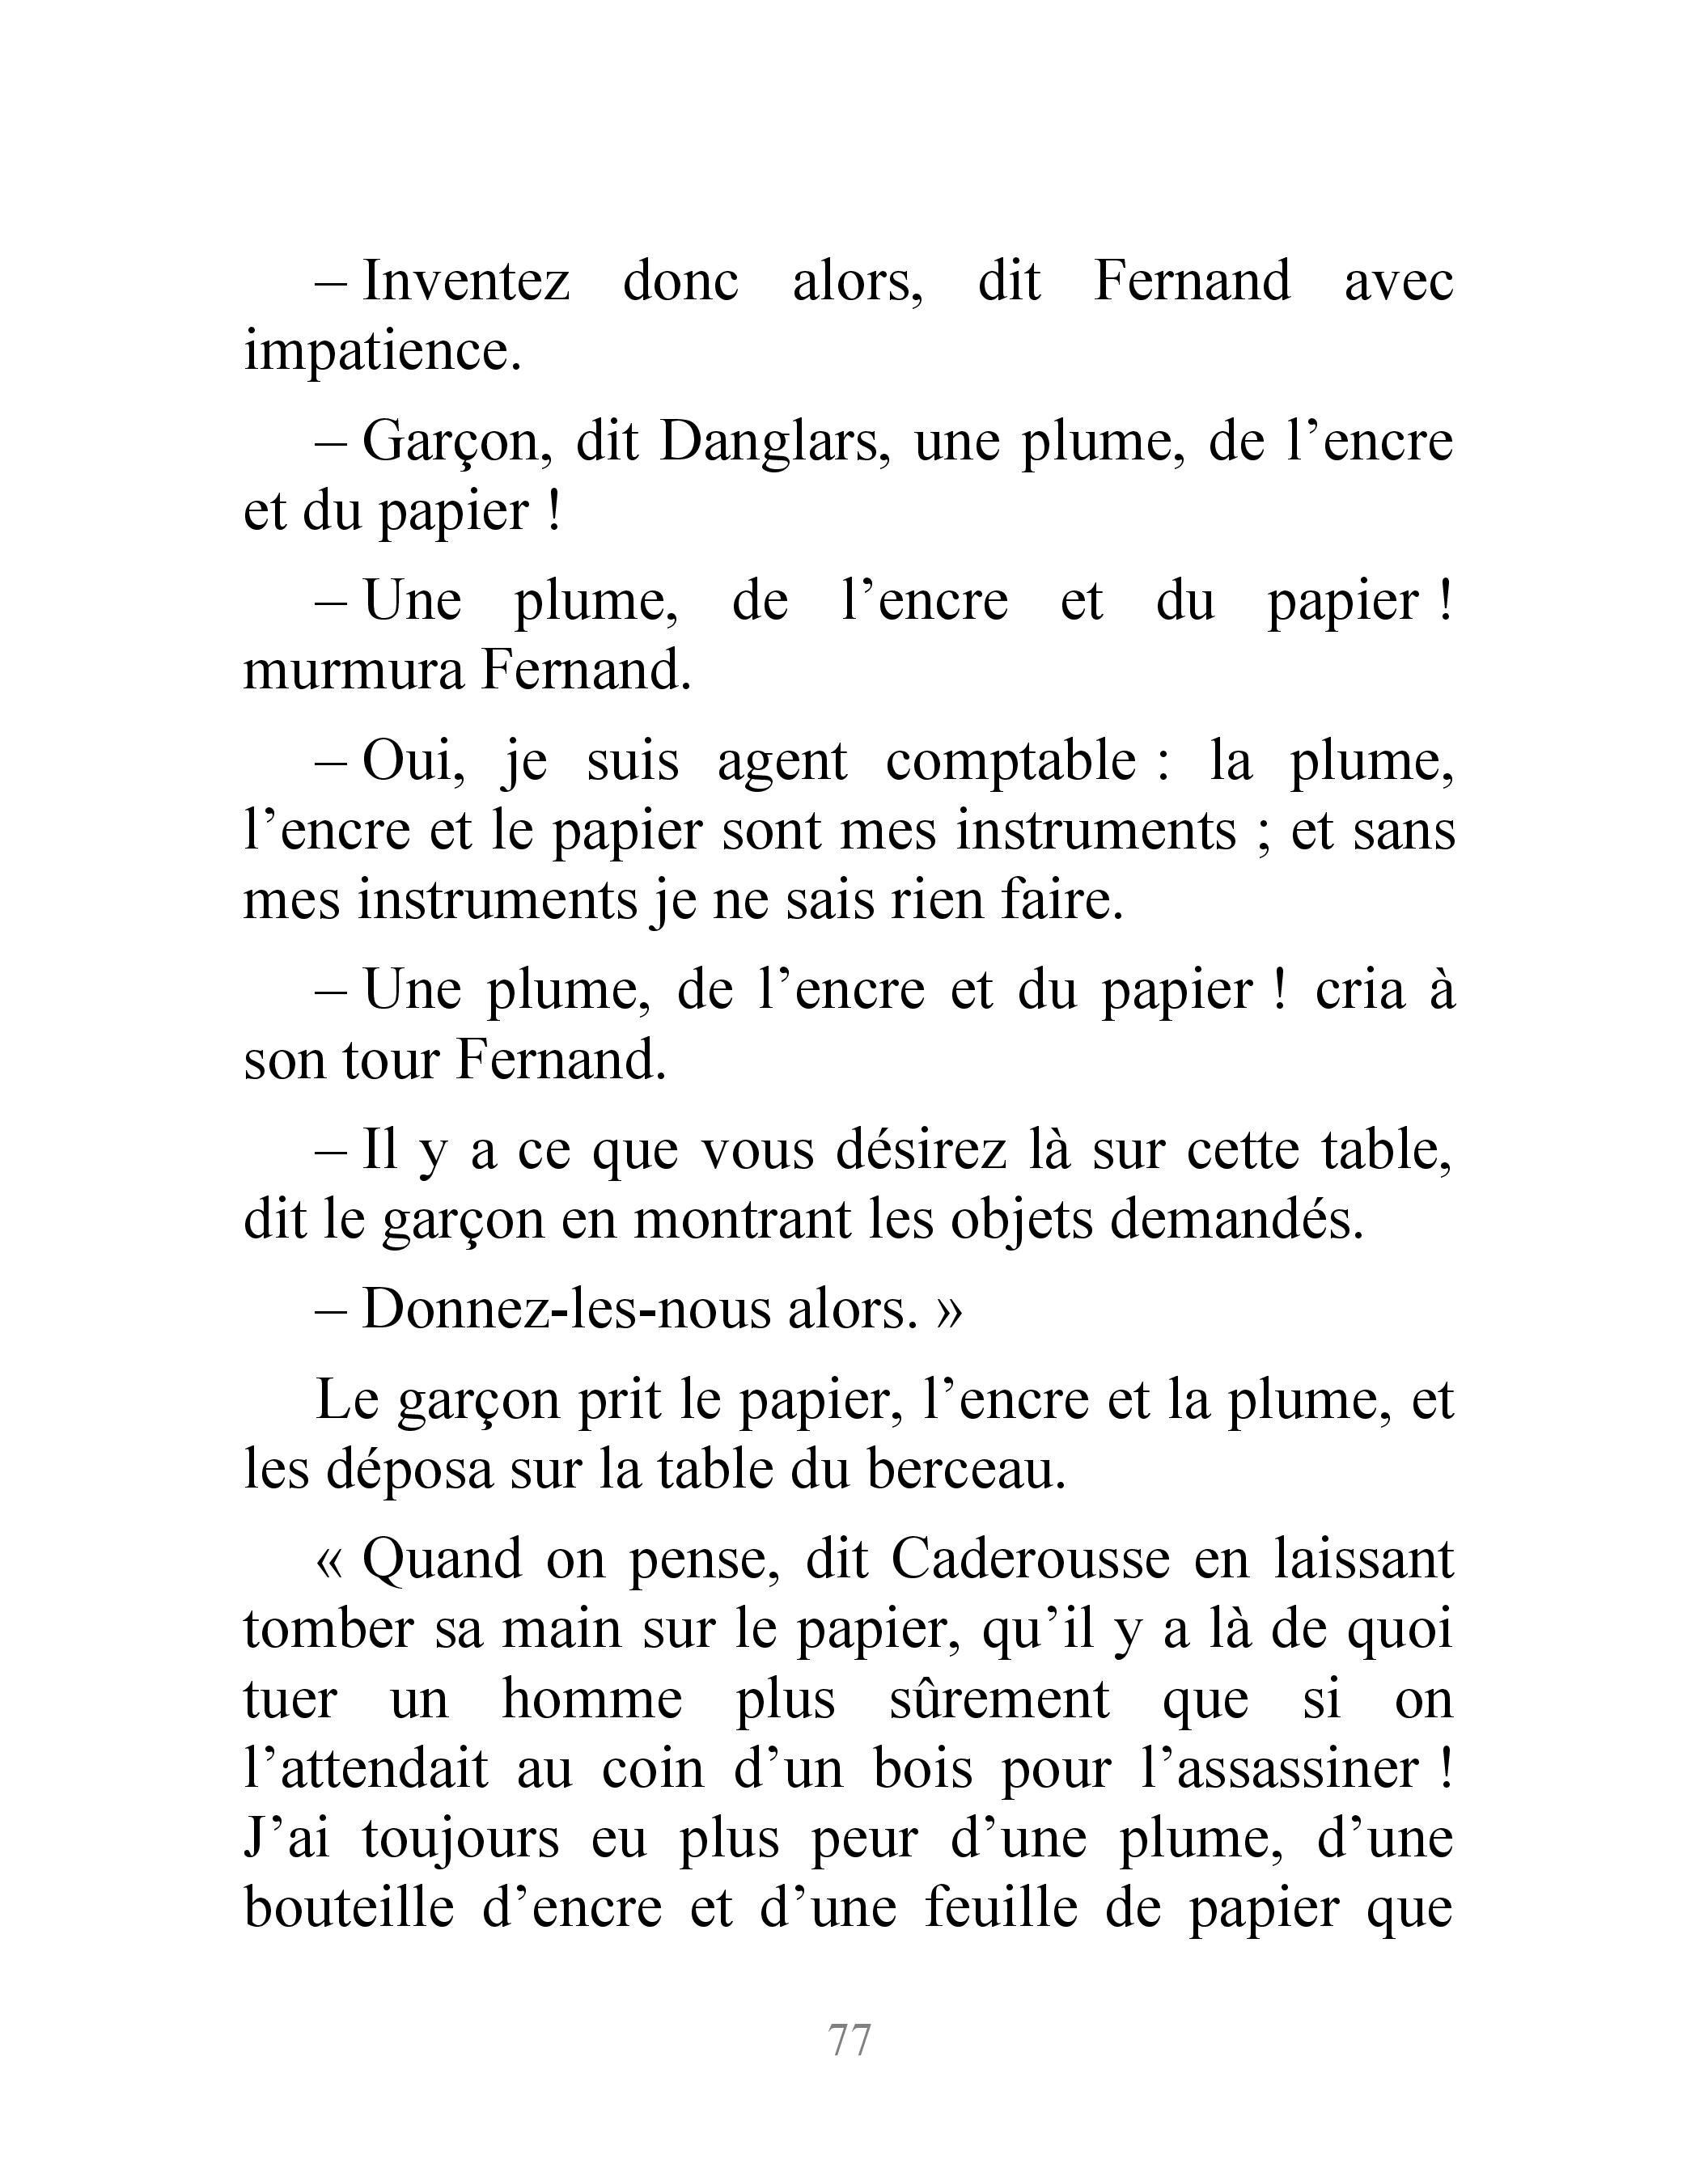 – Inventez donc alors, dit Fernand avec
impatience.
– Garçon, dit Danglars, une plume, de l’encre
et du papier !
– Une plume, de l’encre et du papier !
murmura Fernand.
– Oui, je suis agent comptable : la plume,
l’encre et le papier sont mes instruments ; et sans
mes instruments je ne sais rien faire.
– Une plume, de l’encre et du papier ! cria à
son tour Fernand.
– Il y a ce que vous désirez là sur cette table,
dit le garçon en montrant les objets demandés.
– Donnez-les-nous alors. »
Le garçon prit le papier, l’encre et la plume, et
les déposa sur la table du berceau.
« Quand on pense, dit Caderousse en laissant
tomber sa main sur le papier, qu’il y a là de quoi
tuer un homme plus sûrement que si on
l’attendait au coin d’un bois pour l’assassiner !
J’ai toujours eu plus peur d’une plume, d’une
bouteille d’encre et d’une feuille de papier que
77